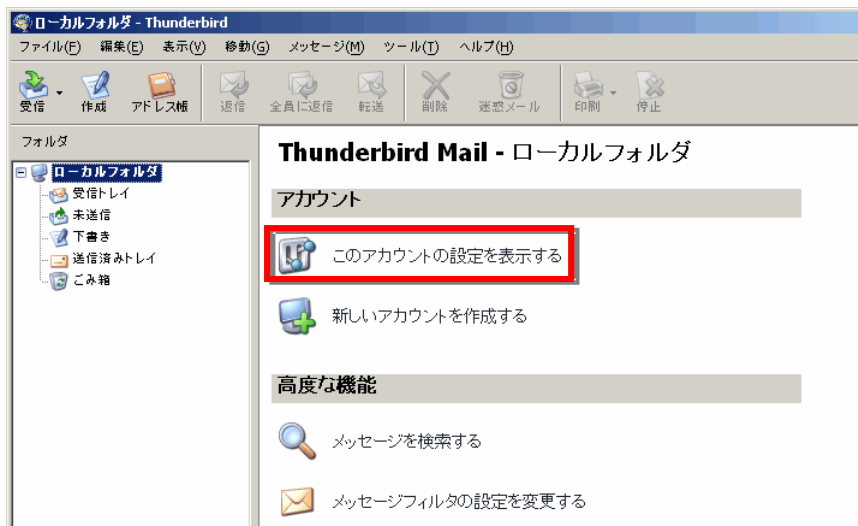 ローカルフォルダ - Thunderbird
ファイル(F) 編集(E) 表示(V) 移動(G) メッセージ(M) ツール(T) ヘルプ(H)
受信 作成 アドレス帳 返信 全員に返信 転送 削除 迷惑メール 印刷 停止
フォルダ
ローカルフォルダ
受信トレイ
未送信
下書き
送信済みトレイ
ごみ箱
Thunderbird Mail - ローカルフォルダ
アカウント
このアカウントの設定を表示する
新しいアカウントを作成する
高度な機能
メッセージを検索する
メッセージフィルタの設定を変更する